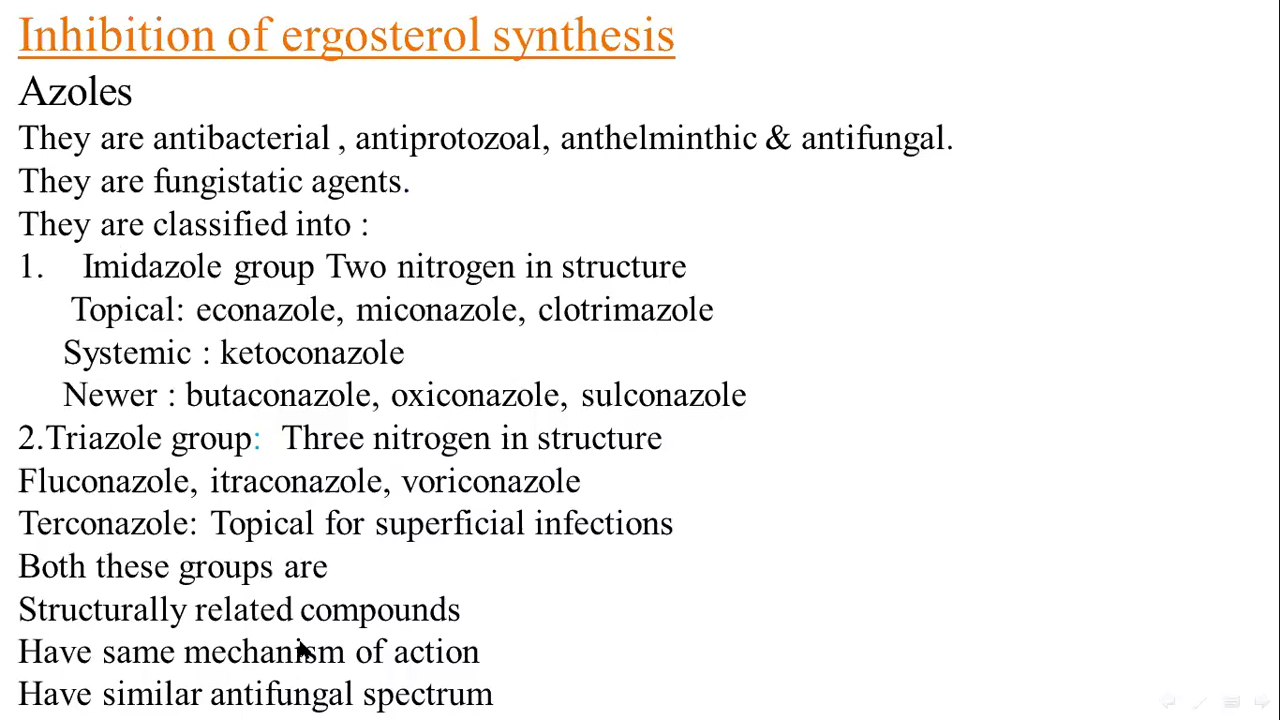 Inhibition of ergosterol synthesis
Azoles
They are antibacterial , antiprotozoal, anthelminthic & antifungal.
They are fungistatic agents.
They are classified into :
1. Imidazole group Two nitrogen in structure
Topical: econazole, miconazole, clotrimazole
Systemic : ketoconazole
Newer : butaconazole, oxiconazole, sulconazole
2.Triazole group: Three nitrogen in structure
Fluconazole, itraconazole, voriconazole
Terconazole: Topical for superficial infections
Both these groups are
Structurally related compounds
Have same mechanism of action
Have similar antifungal spectrum